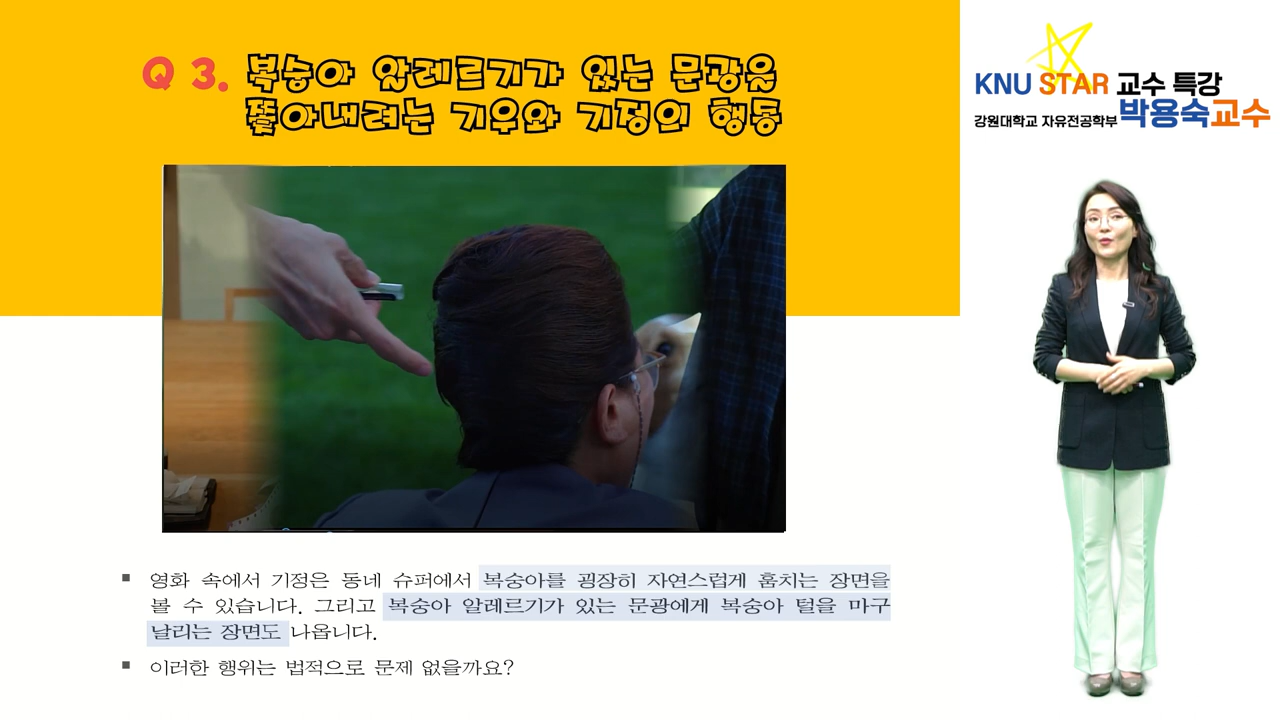 Q 3. 복숭아 알레르기가 있는 문광을
쫓아내려는 기우와 기정의 행동
KNU STAR 교수 특강
강원대학교 자유전공학부 박용숙교수
▪ 영화 속에서 기정은 동네 슈퍼에서 복숭아를 굉장히 자연스럽게 훔치는 장면을
볼 수 있습니다. 그리고 복숭아 알레르기가 있는 문광에게 복숭아 털을 마구
날리는 장면도 나옵니다.
▪ 이러한 행위는 법적으로 문제 없을까요?